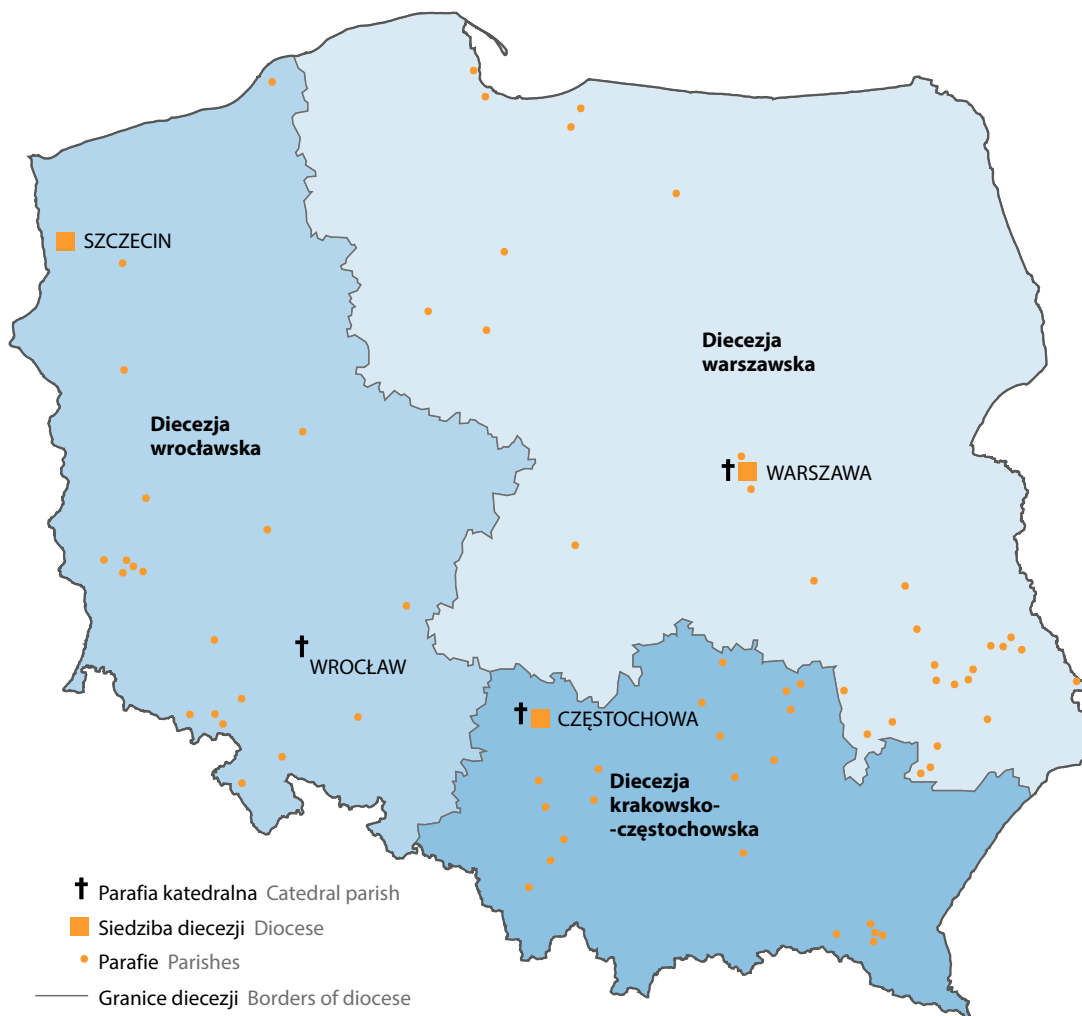 SZCZECIN
Diecezja
warszawska
Diecezja
wrocławska
WARSZAWA
WROCŁAW
CZĘSTOCHOWA
Diecezja
krakowsko-
-częstochowska
Parafia katedralna Catedral parish
Siedziba diecezji Diocese
Parafie Parishes
Granice diecezji Borders of diocese